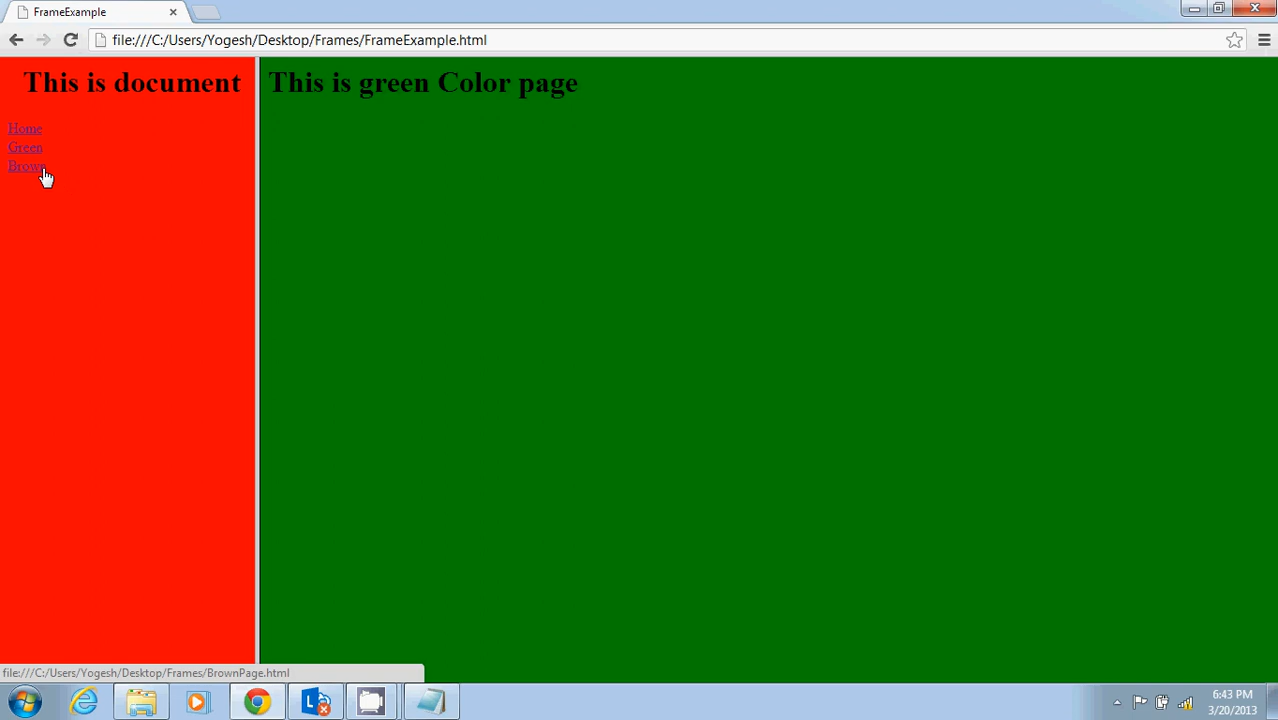 FrameExample
file:///C:/Users/Yogesh/Desktop/Frames/FrameExample.html
This is document
Home
Green
Brown
This is green Color page
file:///C:/Users/Yogesh/Desktop/Frames/BrownPage.html
6:43 PM
3/20/2013